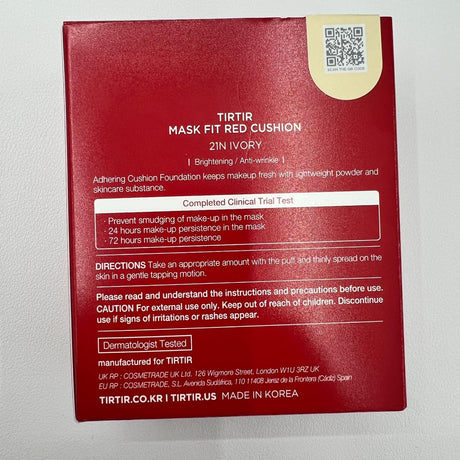 SCAN THE QR CODE
TIRTIR
MASK FIT RED CUSHION
21N IVORY
| Brightening / Anti-wrinkle |
Adhering Cushion Foundation keeps makeup fresh with lightweight powder and
skincare substance.
Completed Clinical Trial Test
· Prevent smudging of make-up in the mask
· 24 hours make-up persistence in the mask
· 72 hours make-up persistence
DIRECTIONS Take an appropriate amount with the puff and thinly spread on the
skin in a gentle tapping motion.
Please read and understand the instructions and precautions before use.
CAUTION For external use only. Keep out of reach of children. Discontinue
use if signs of irritations or rashes appear.
Dermatologist Tested
manufactured for TIRTIR
UK RP : COSMETRADE UK Ltd. 126 Wigmore Street, London W1U 3RZ UK
EU RP : COSMETRADE, S.L. Avenida Sudáfrica, 110 11408 Jerez de la Frontera (Cádiz) Spain
TIRTIR.CO.KR I TIRTIR.US MADE IN KOREA